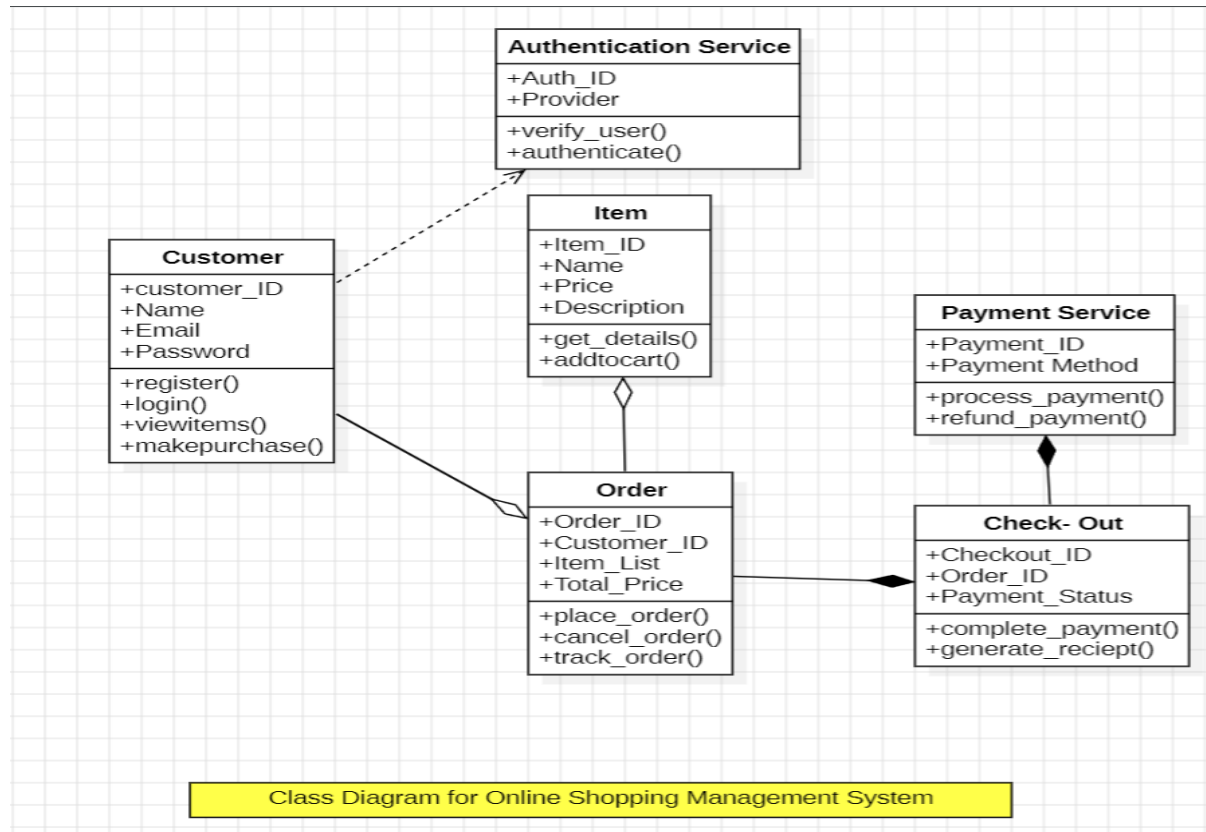 Authentication Service
+Auth_ID
+Provider
+verify_user()
+authenticate()
Item
+Item_ID
+Name
+Price
+Description
+get_details()
+addtocart()
Customer
+customer_ID
+Name
+Email
+Password
+register()
+login()
+viewitems()
+makepurchase()
Payment Service
+Payment_ID
+Payment Method
+process_payment()
+refund_payment()
Order
+Order_ID
+Customer_ID
+Item_List
+Total_Price
+place_order()
+cancel_order()
+track_order()
Check- Out
+Checkout_ID
+Order_ID
+Payment_Status
+complete_payment()
+generate_reciept()
Class Diagram for Online Shopping Management System